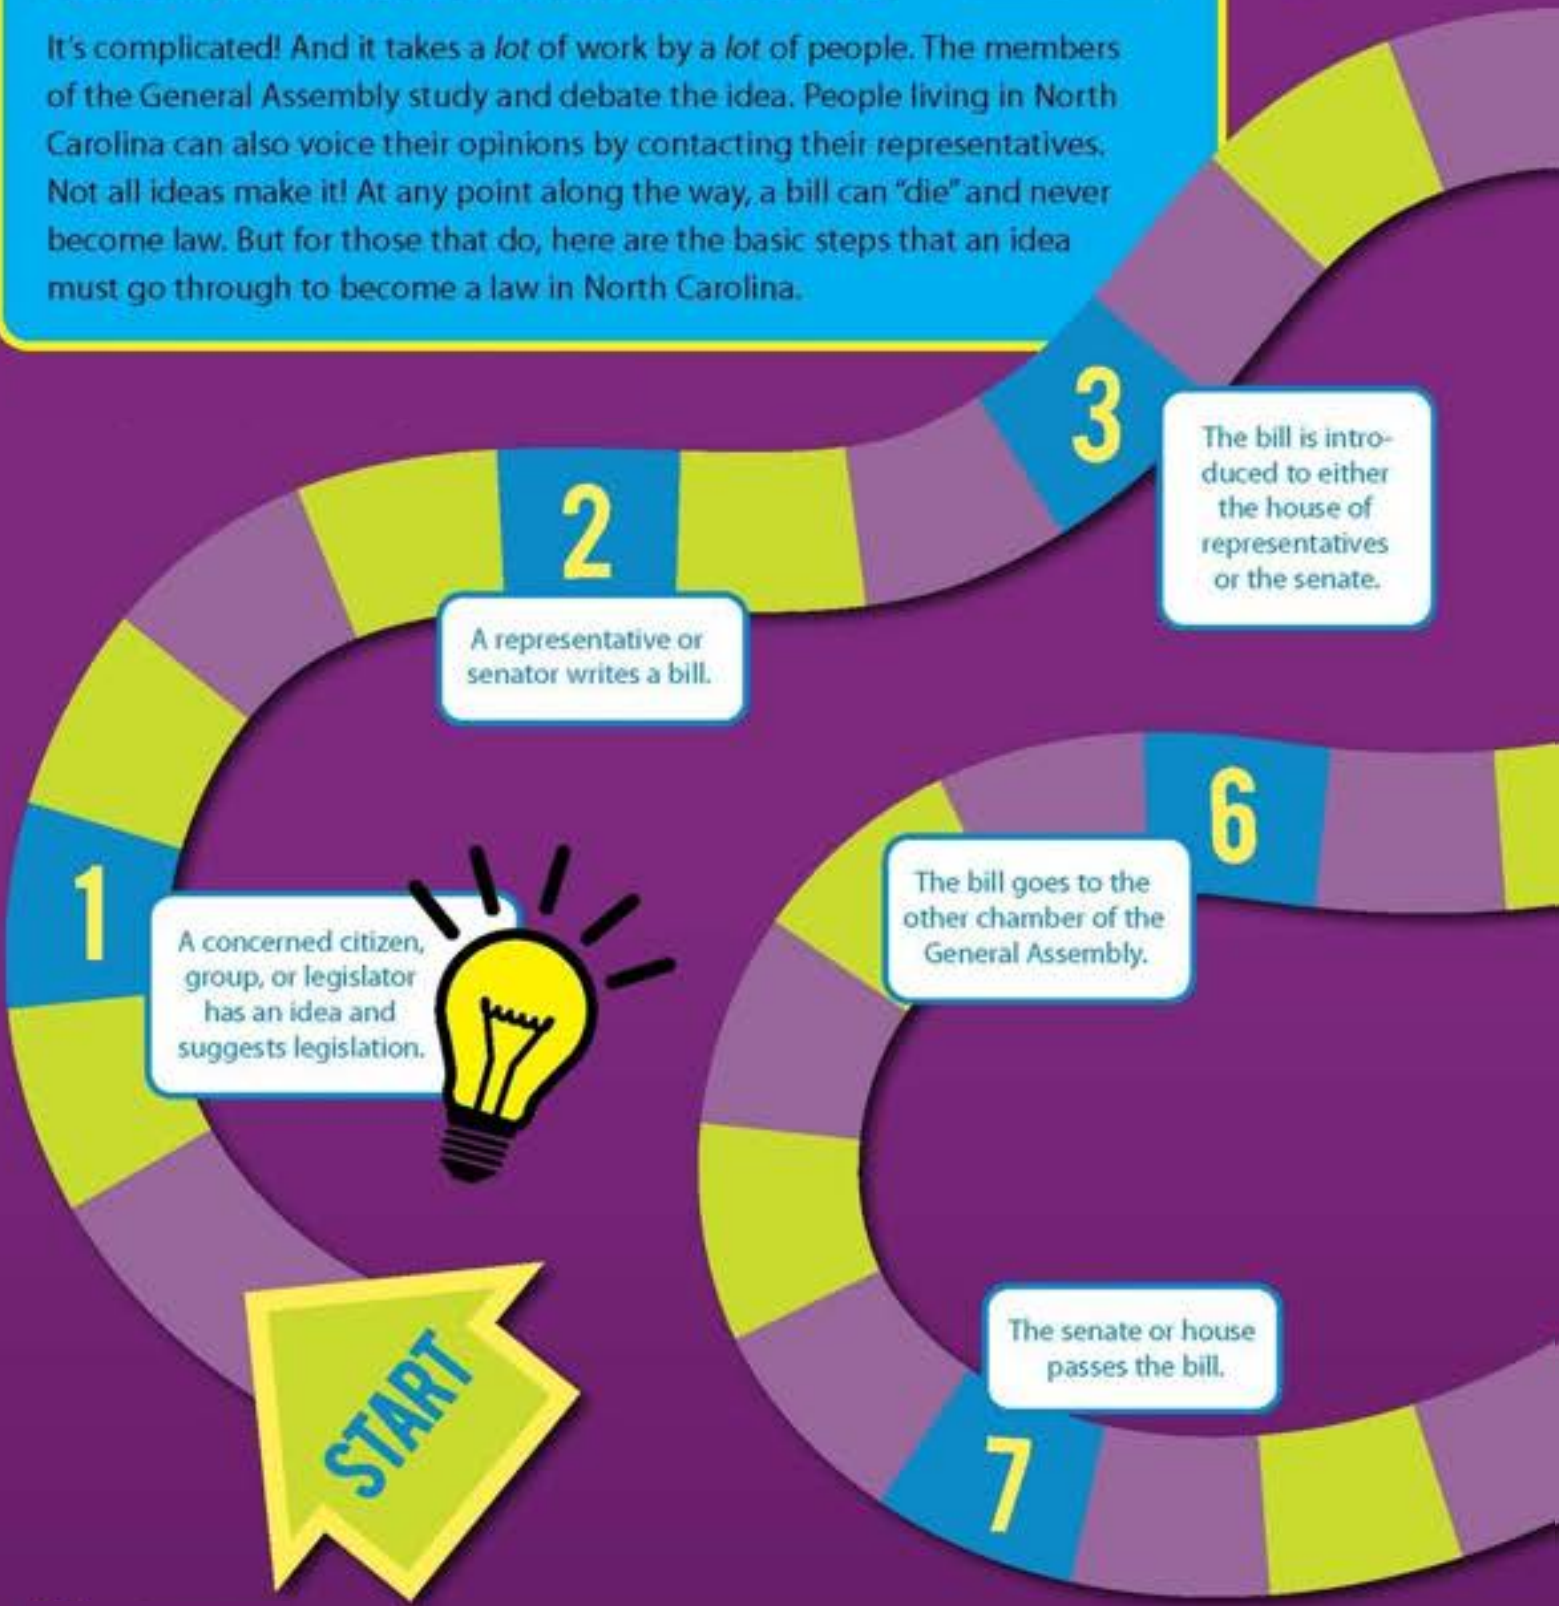 It's complicated! And it takes a lot of work by a lot of people. The members
of the General Assembly study and debate the idea. People living in North
Carolina can also voice their opinions by contacting their representatives.
Not all ideas make it! At any point along the way, a bill can "die" and never
become law. But for those that do, here are the basic steps that an idea
must go through to become a law in North Carolina.
START
1
A concerned citizen,
group, or legislator
has an idea and
suggests legislation.
2
A representative or
senator writes a bill.
3
The bill is intro-
duced to either
the house of
representatives
or the senate.
6
The bill goes to the
other chamber of the
General Assembly.
7
The senate or house
passes the bill.